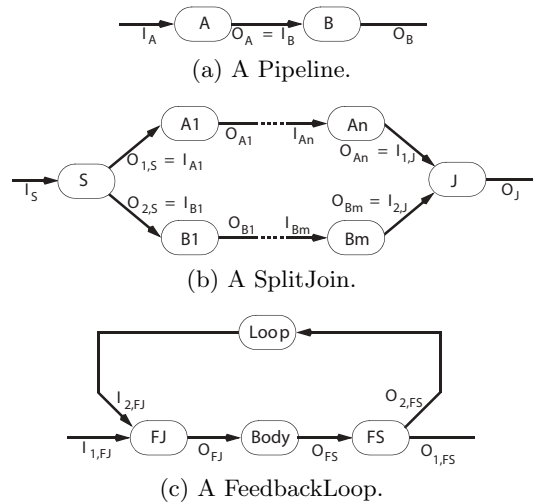 A B
I_A O_A = I_B O_B
(a) A Pipeline.
A1 An
O_A1 I_An
O_An = I_1,J
O_1,S = I_A1
S J
I_S O_J
O_2,S = I_B1 O_Bm = I_2,J
O_B1 I_Bm
B1 Bm
(b) A SplitJoin.
Loop
I_2,FJ O_2,FS
FJ Body FS
I_1,FJ O_FJ O_FS O_1,FS
(c) A FeedbackLoop.